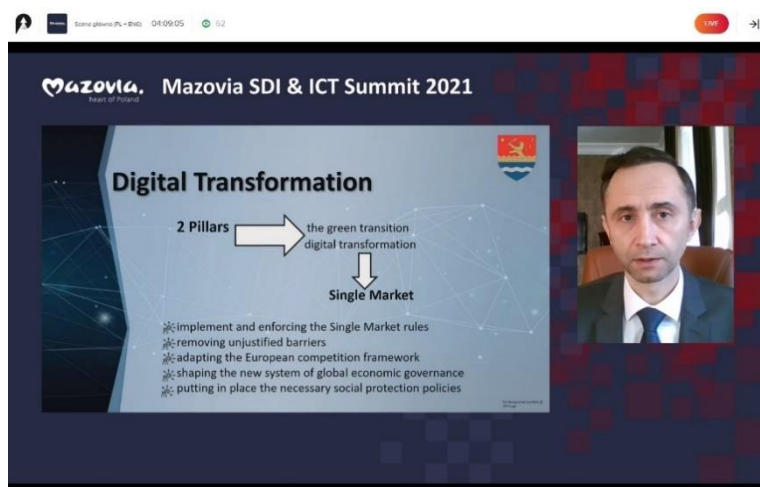 Scena główna (PL + ENG) 04:09:05 62
LIVE
mazovia.
heart of Poland
Mazovia SDI & ICT Summit 2021
Digital Transformation
2 Pillars
the green transition
digital transformation
Single Market
implement and enforcing the Single Market rules
removing unjustified barriers
adapting the European competition framework
shaping the new system of global economic governance
putting in place the necessary social protection policies